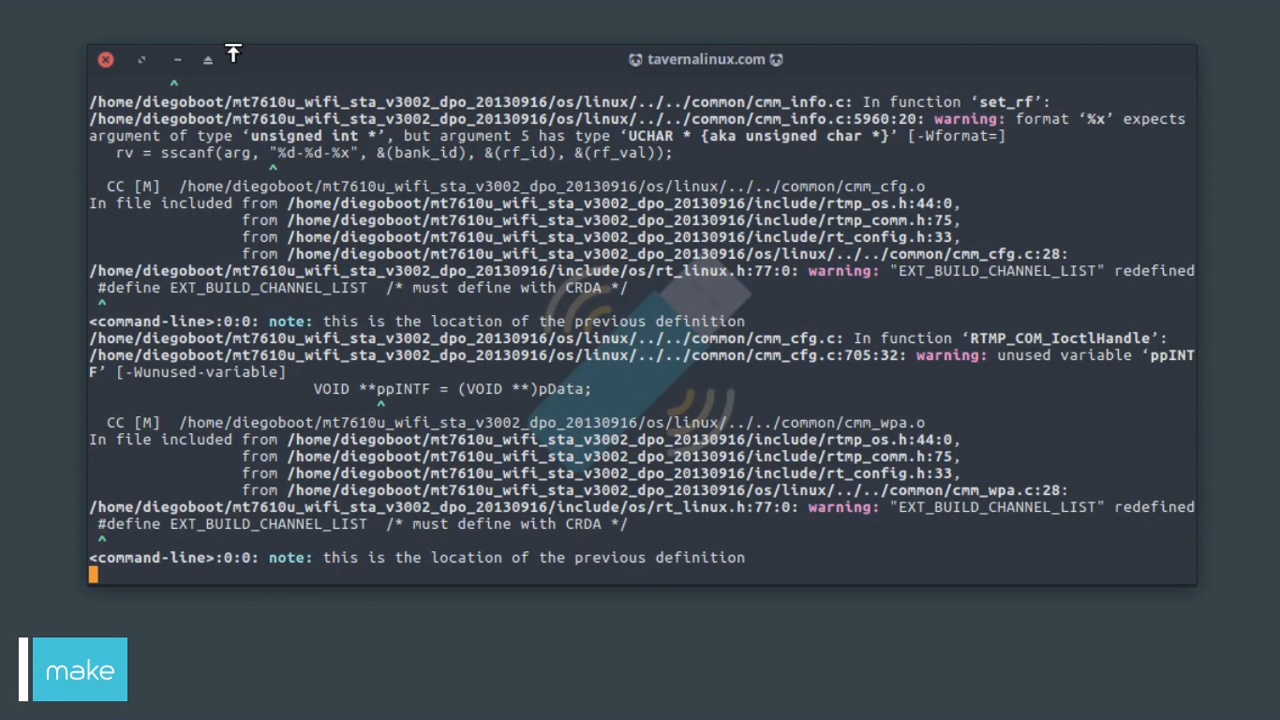 tavernalinux.com
^
/home/diegoboot/mt7610u_wifi_sta_v3002_dpo_20130916/os/linux/../../common/cmm_info.c: In function ‘set_rf’:
/home/diegoboot/mt7610u_wifi_sta_v3002_dpo_20130916/os/linux/../../common/cmm_info.c:5960:20: warning: format ‘%x’ expects
argument of type ‘unsigned int *’, but argument 5 has type ‘UCHAR * {aka unsigned char *}’ [-Wformat=]
rv = sscanf(arg, "%d-%d-%x", &(bank_id), &(rf_id), &(rf_val));
^
CC [M]  /home/diegoboot/mt7610u_wifi_sta_v3002_dpo_20130916/os/linux/../../common/cmm_cfg.o
In file included from /home/diegoboot/mt7610u_wifi_sta_v3002_dpo_20130916/include/rtmp_os.h:44:0,
from /home/diegoboot/mt7610u_wifi_sta_v3002_dpo_20130916/include/rtmp_comm.h:75,
from /home/diegoboot/mt7610u_wifi_sta_v3002_dpo_20130916/include/rt_config.h:33,
from /home/diegoboot/mt7610u_wifi_sta_v3002_dpo_20130916/os/linux/../../common/cmm_cfg.c:28:
/home/diegoboot/mt7610u_wifi_sta_v3002_dpo_20130916/include/os/rt_linux.h:77:0: warning: "EXT_BUILD_CHANNEL_LIST" redefined
#define EXT_BUILD_CHANNEL_LIST  /* must define with CRDA */
^
<command-line>:0:0: note: this is the location of the previous definition
/home/diegoboot/mt7610u_wifi_sta_v3002_dpo_20130916/os/linux/../../common/cmm_cfg.c: In function ‘RTMP_COM_IoctlHandle’:
/home/diegoboot/mt7610u_wifi_sta_v3002_dpo_20130916/os/linux/../../common/cmm_cfg.c:705:32: warning: unused variable ‘ppINT
F’ [-Wunused-variable]
VOID **ppINTF = (VOID **)pData;
^
CC [M]  /home/diegoboot/mt7610u_wifi_sta_v3002_dpo_20130916/os/linux/../../common/cmm_wpa.o
In file included from /home/diegoboot/mt7610u_wifi_sta_v3002_dpo_20130916/include/rtmp_os.h:44:0,
from /home/diegoboot/mt7610u_wifi_sta_v3002_dpo_20130916/include/rtmp_comm.h:75,
from /home/diegoboot/mt7610u_wifi_sta_v3002_dpo_20130916/include/rt_config.h:33,
from /home/diegoboot/mt7610u_wifi_sta_v3002_dpo_20130916/os/linux/../../common/cmm_wpa.c:28:
/home/diegoboot/mt7610u_wifi_sta_v3002_dpo_20130916/include/os/rt_linux.h:77:0: warning: "EXT_BUILD_CHANNEL_LIST" redefined
#define EXT_BUILD_CHANNEL_LIST  /* must define with CRDA */
^
<command-line>:0:0: note: this is the location of the previous definition
make